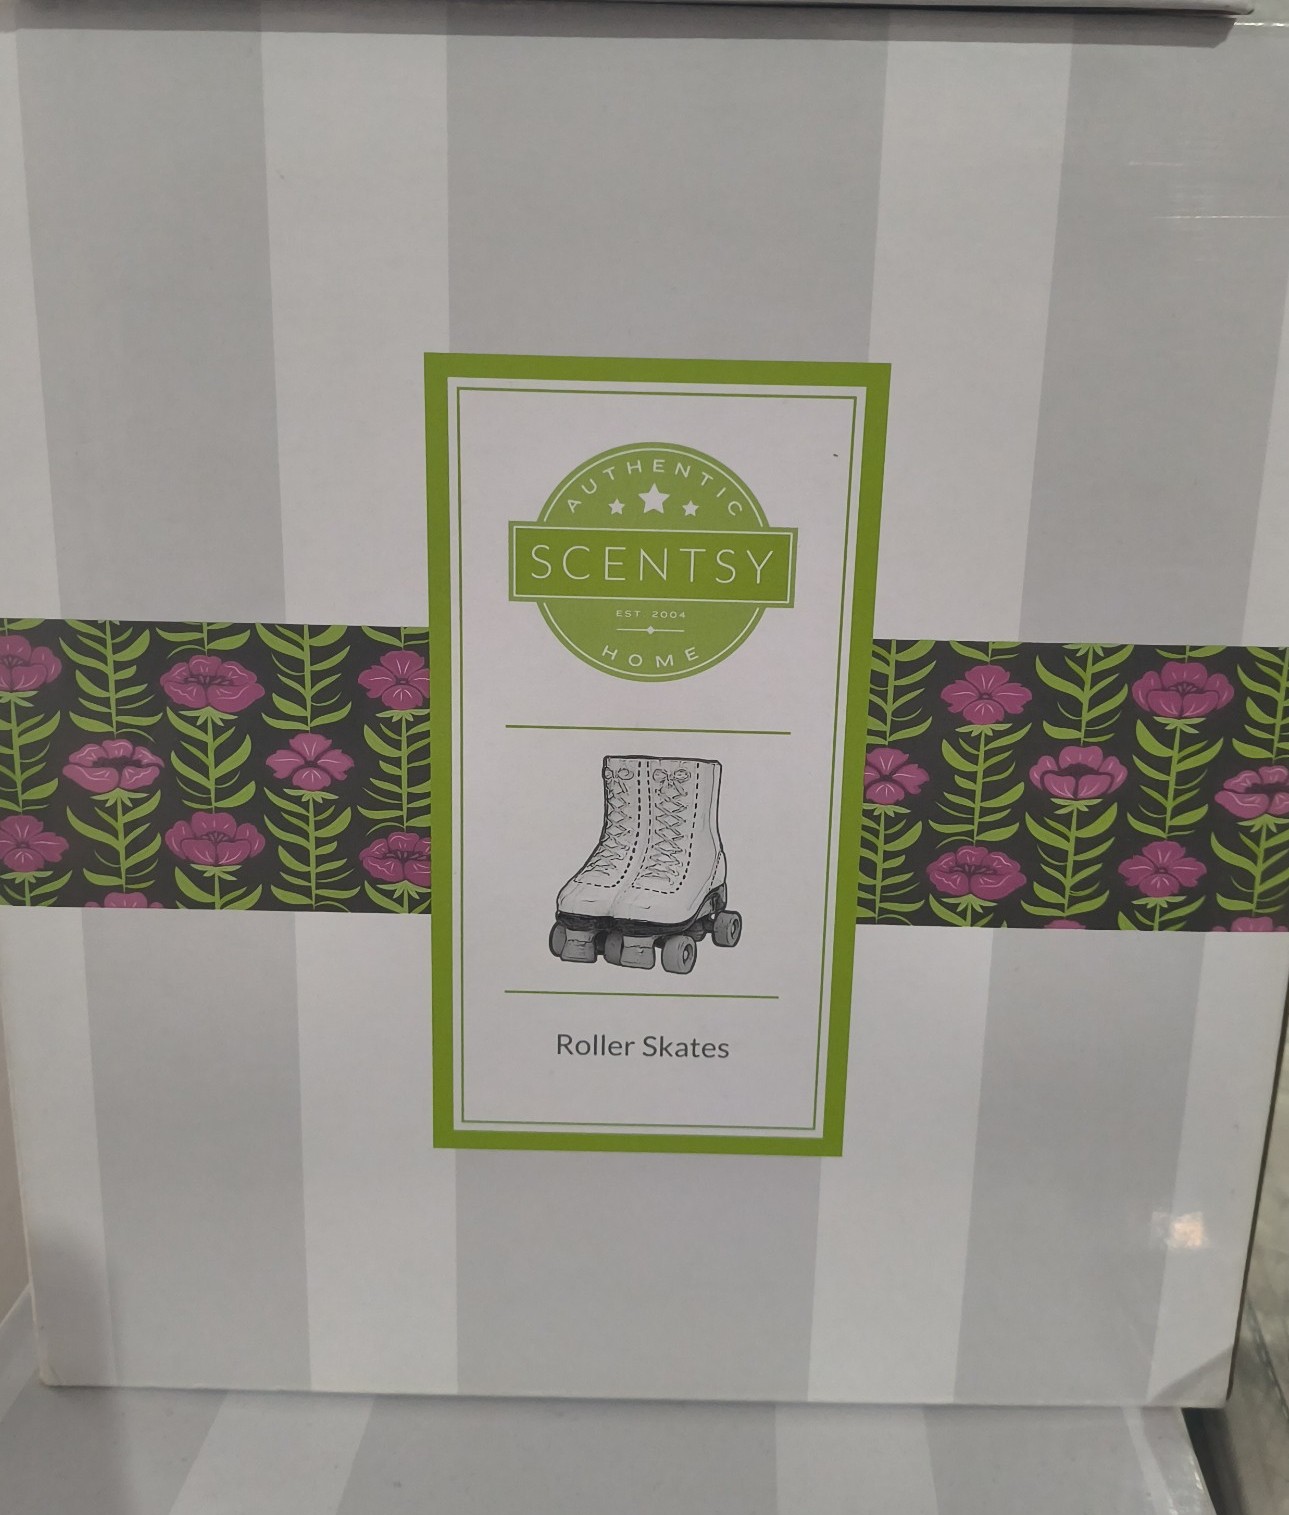 AUTHENTIC
SCENTSY
EST 2004
HOME
Roller Skates